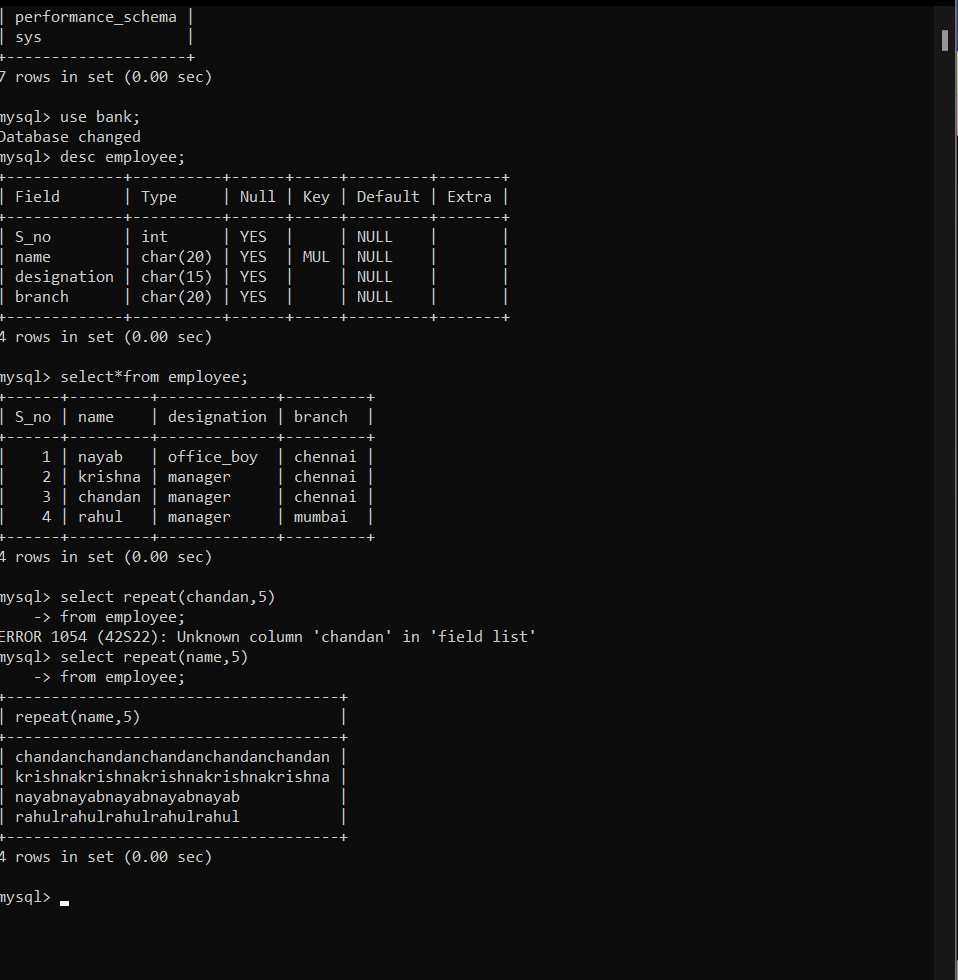 | performance_schema |
| sys                |
+--------------------+
7 rows in set (0.00 sec)

mysql> use bank;
Database changed
mysql> desc employee;
+-------------+----------+------+-----+---------+-------+
| Field       | Type     | Null | Key | Default | Extra |
+-------------+----------+------+-----+---------+-------+
| S_no        | int      | YES  |     | NULL    |       |
| name        | char(20) | YES  | MUL | NULL    |       |
| designation | char(15) | YES  |     | NULL    |       |
| branch      | char(20) | YES  |     | NULL    |       |
+-------------+----------+------+-----+---------+-------+
4 rows in set (0.00 sec)

mysql> select*from employee;
+------+---------+-------------+---------+
| S_no | name    | designation | branch  |
+------+---------+-------------+---------+
|    1 | nayab   | office_boy  | chennai |
|    2 | krishna | manager     | chennai |
|    3 | chandan | manager     | chennai |
|    4 | rahul   | manager     | mumbai  |
+------+---------+-------------+---------+
4 rows in set (0.00 sec)

mysql> select repeat(chandan,5)
    -> from employee;
ERROR 1054 (42S22): Unknown column 'chandan' in 'field list'
mysql> select repeat(name,5)
    -> from employee;
+-------------------------------------+
| repeat(name,5)                      |
+-------------------------------------+
| chandanchandanchandanchandanchandan |
| krishnakrishnakrishnakrishnakrishna |
| nayabnayabnayabnayabnayab           |
| rahulrahulrahulrahulrahul           |
+-------------------------------------+
4 rows in set (0.00 sec)

mysql>